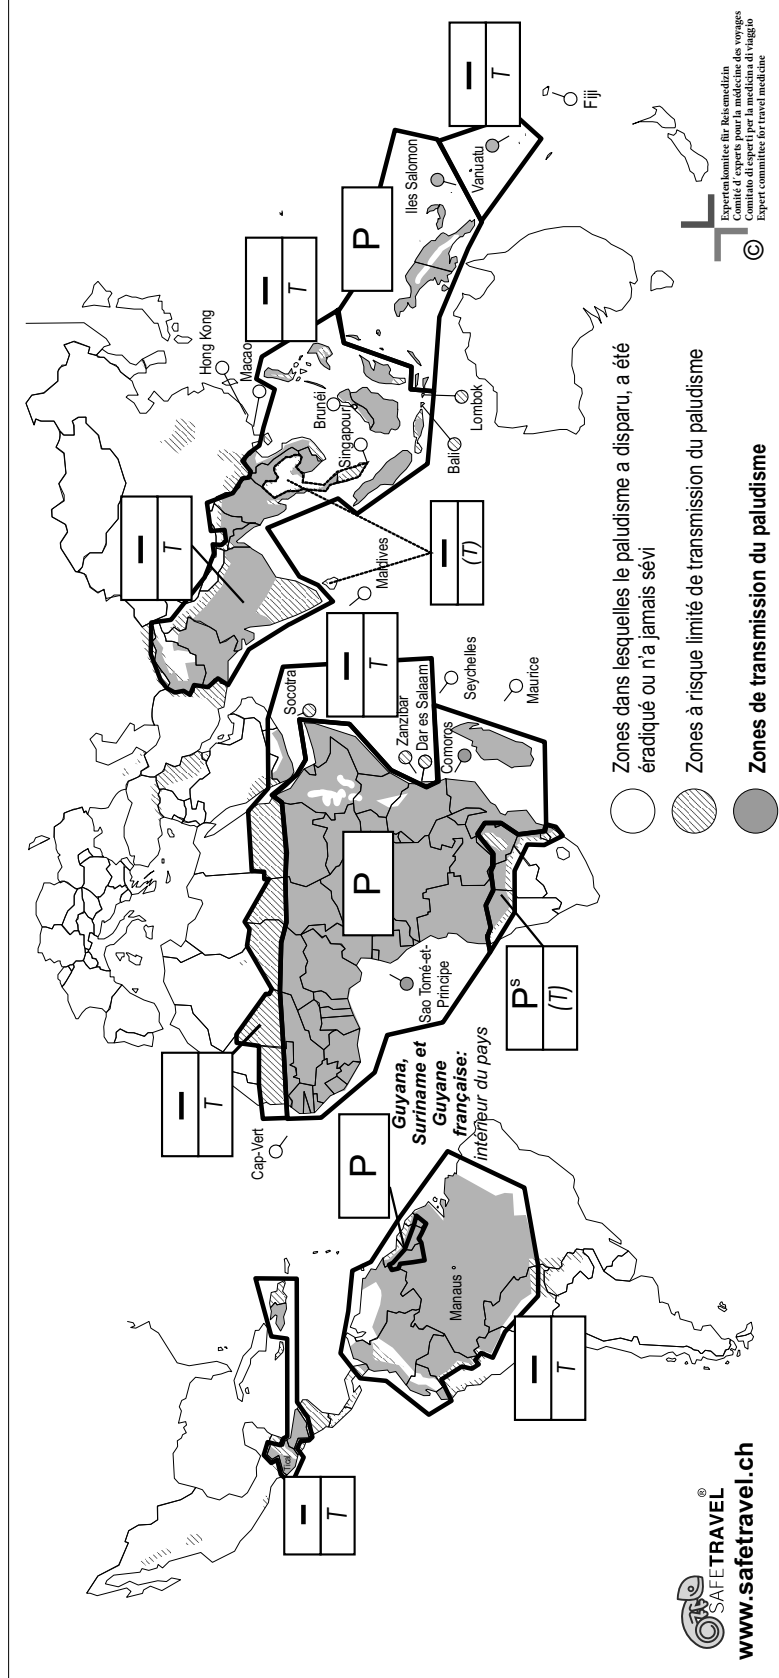 –
T
Tical
–
T
Manaus °
P
Guyana,
Suriname et
Guyane
française:
intérieur du pays
Cap-Vert
–
T
Sao Tomé-et-
Principe
P
Pˢ
(T)
Socotra
–
T
Zanzibar
Dar es Salaam
Comoros
Seychelles
Maurice
–
T
Maldives
–
(T)
Hong Kong
Macao
–
T
Brunéi
Singapour
Bali
Lombok
P
Iles Salomon
Vanuatu
–
T
Fiji
Zones dans lesquelles le paludisme a disparu, a été
éradiqué ou n'a jamais sévi
Zones à risque limité de transmission du paludisme
Zones de transmission du paludisme
SAFETRAVEL®
www.safetravel.ch
©
Expertenkomitee für Reisemedizin
Comité d'experts pour la médecine des voyages
Comitato di esperti per la medicina di viaggio
Expert committee for travel medicine